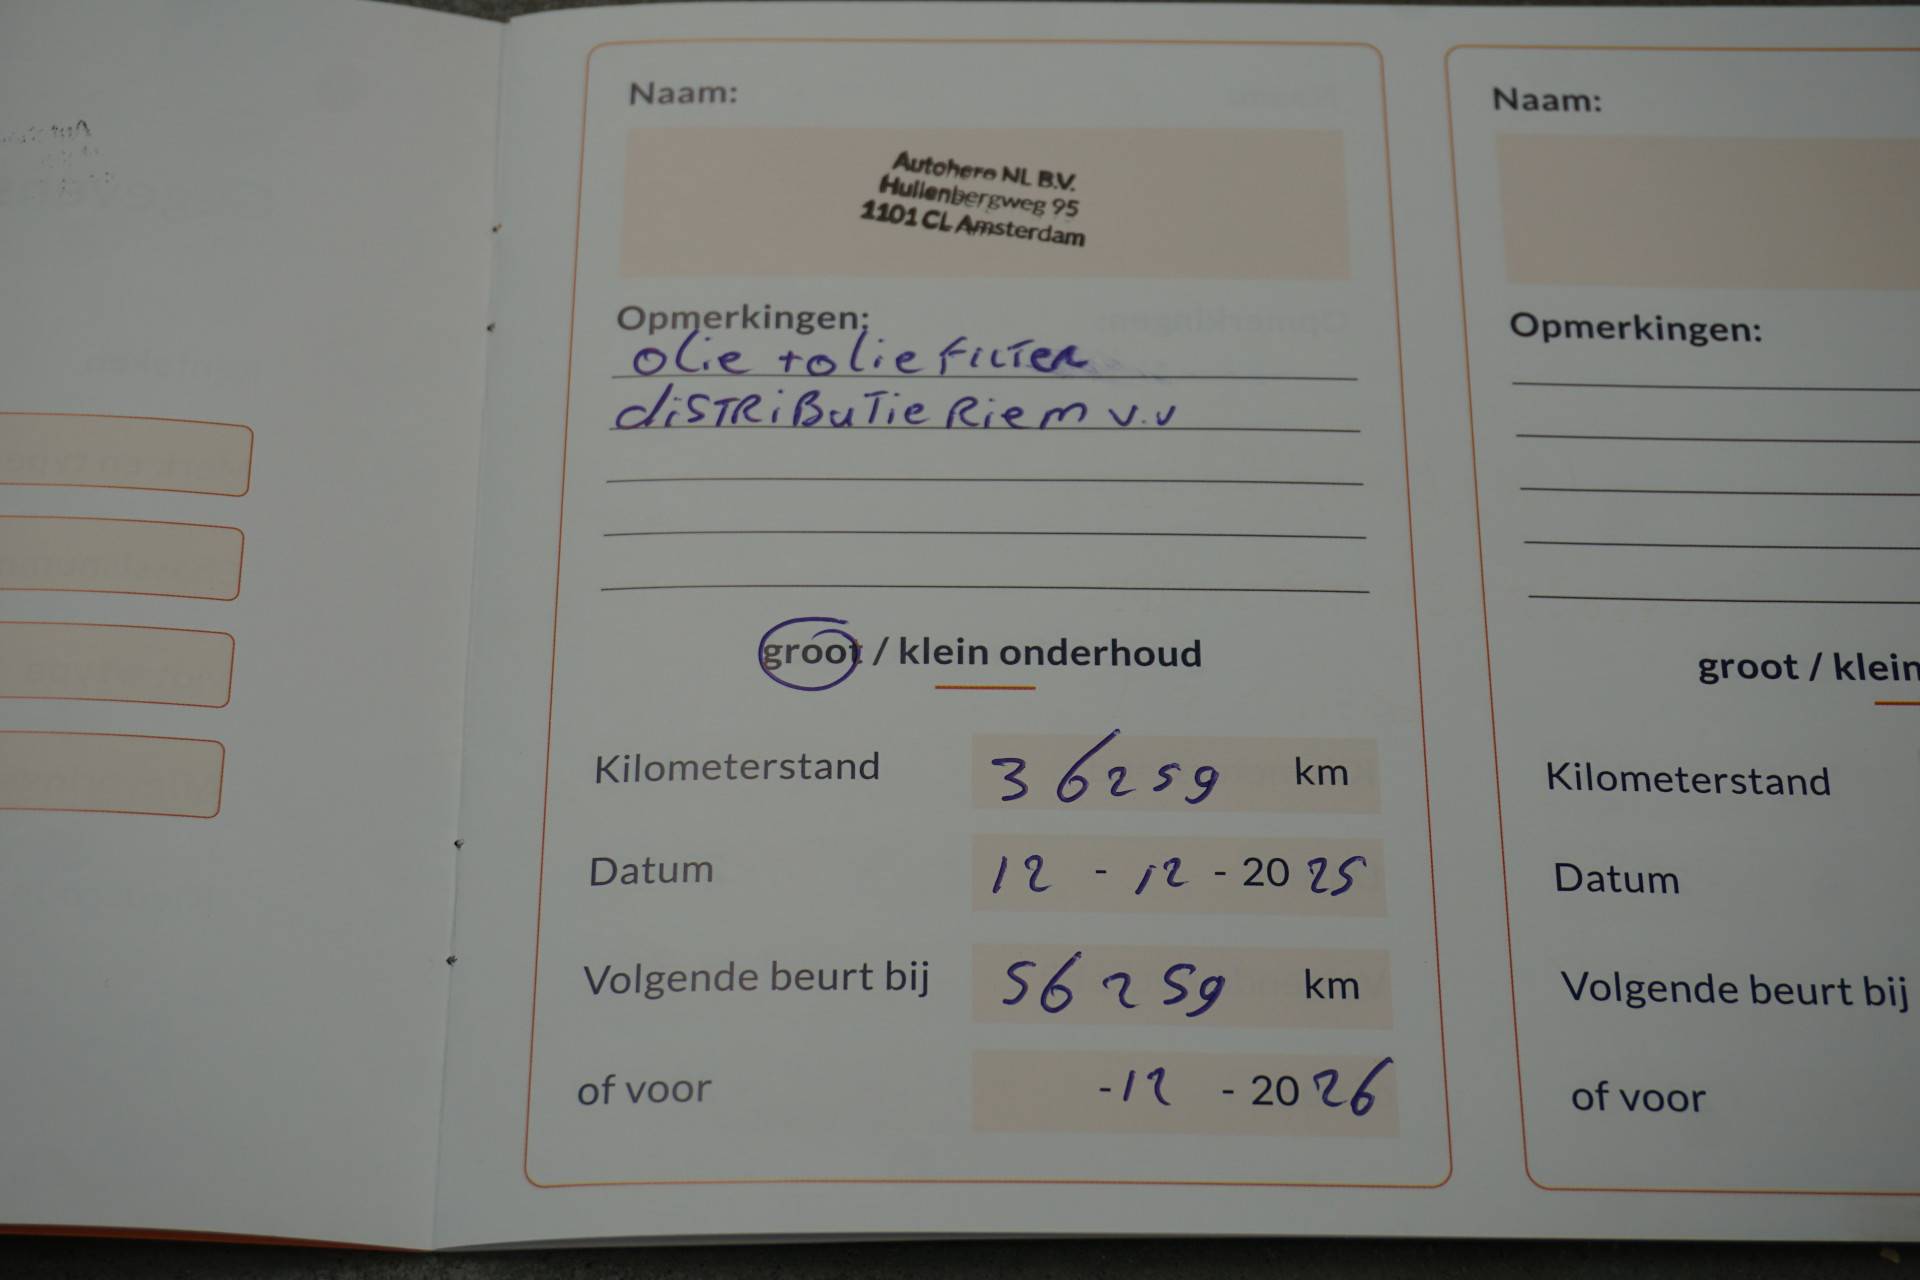 Naam:
Autohero NL B.V.
Hullenbergweg 95
1101 CL Amsterdam
Opmerkingen:
olie + olie filter
distributie riem v.v
groot / klein onderhoud
Kilometerstand 36259 km
Datum 12 - 12 - 2025
Volgende beurt bij 56259 km
of voor -12 - 2026
Naam:
Opmerkingen:
groot / klein
Kilometerstand
Datum
Volgende beurt bij
of voor